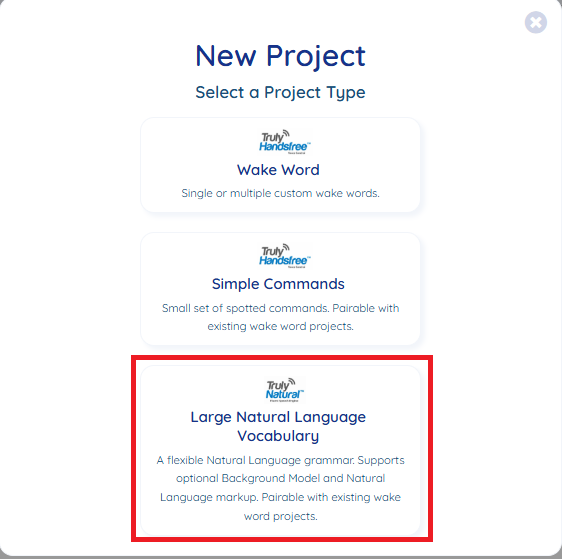 New Project
Select a Project Type
Truly
Handsfree™
Wake Word
Single or multiple custom wake words.
Truly
Handsfree™
Simple Commands
Small set of spotted commands. Pairable with
existing wake word projects.
Truly
Natural™
Large Natural Language
Vocabulary
A flexible Natural Language grammar. Supports
optional Background Model and Natural
Language markup. Pairable with existing wake
word projects.